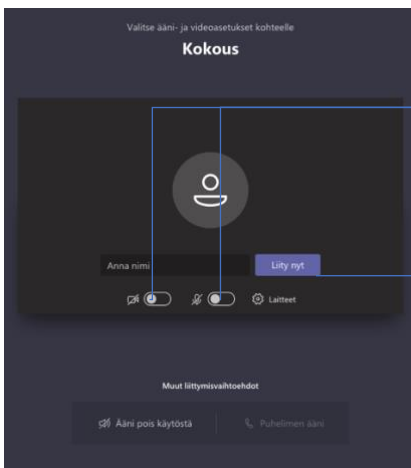 Valitse ääni- ja videoasetukset kohteelle
Kokous
Anna nimi
Liity nyt
Laitteet
Muut liittymisvaihtoehdot
Ääni pois käytöstä
Puhelimen ääni